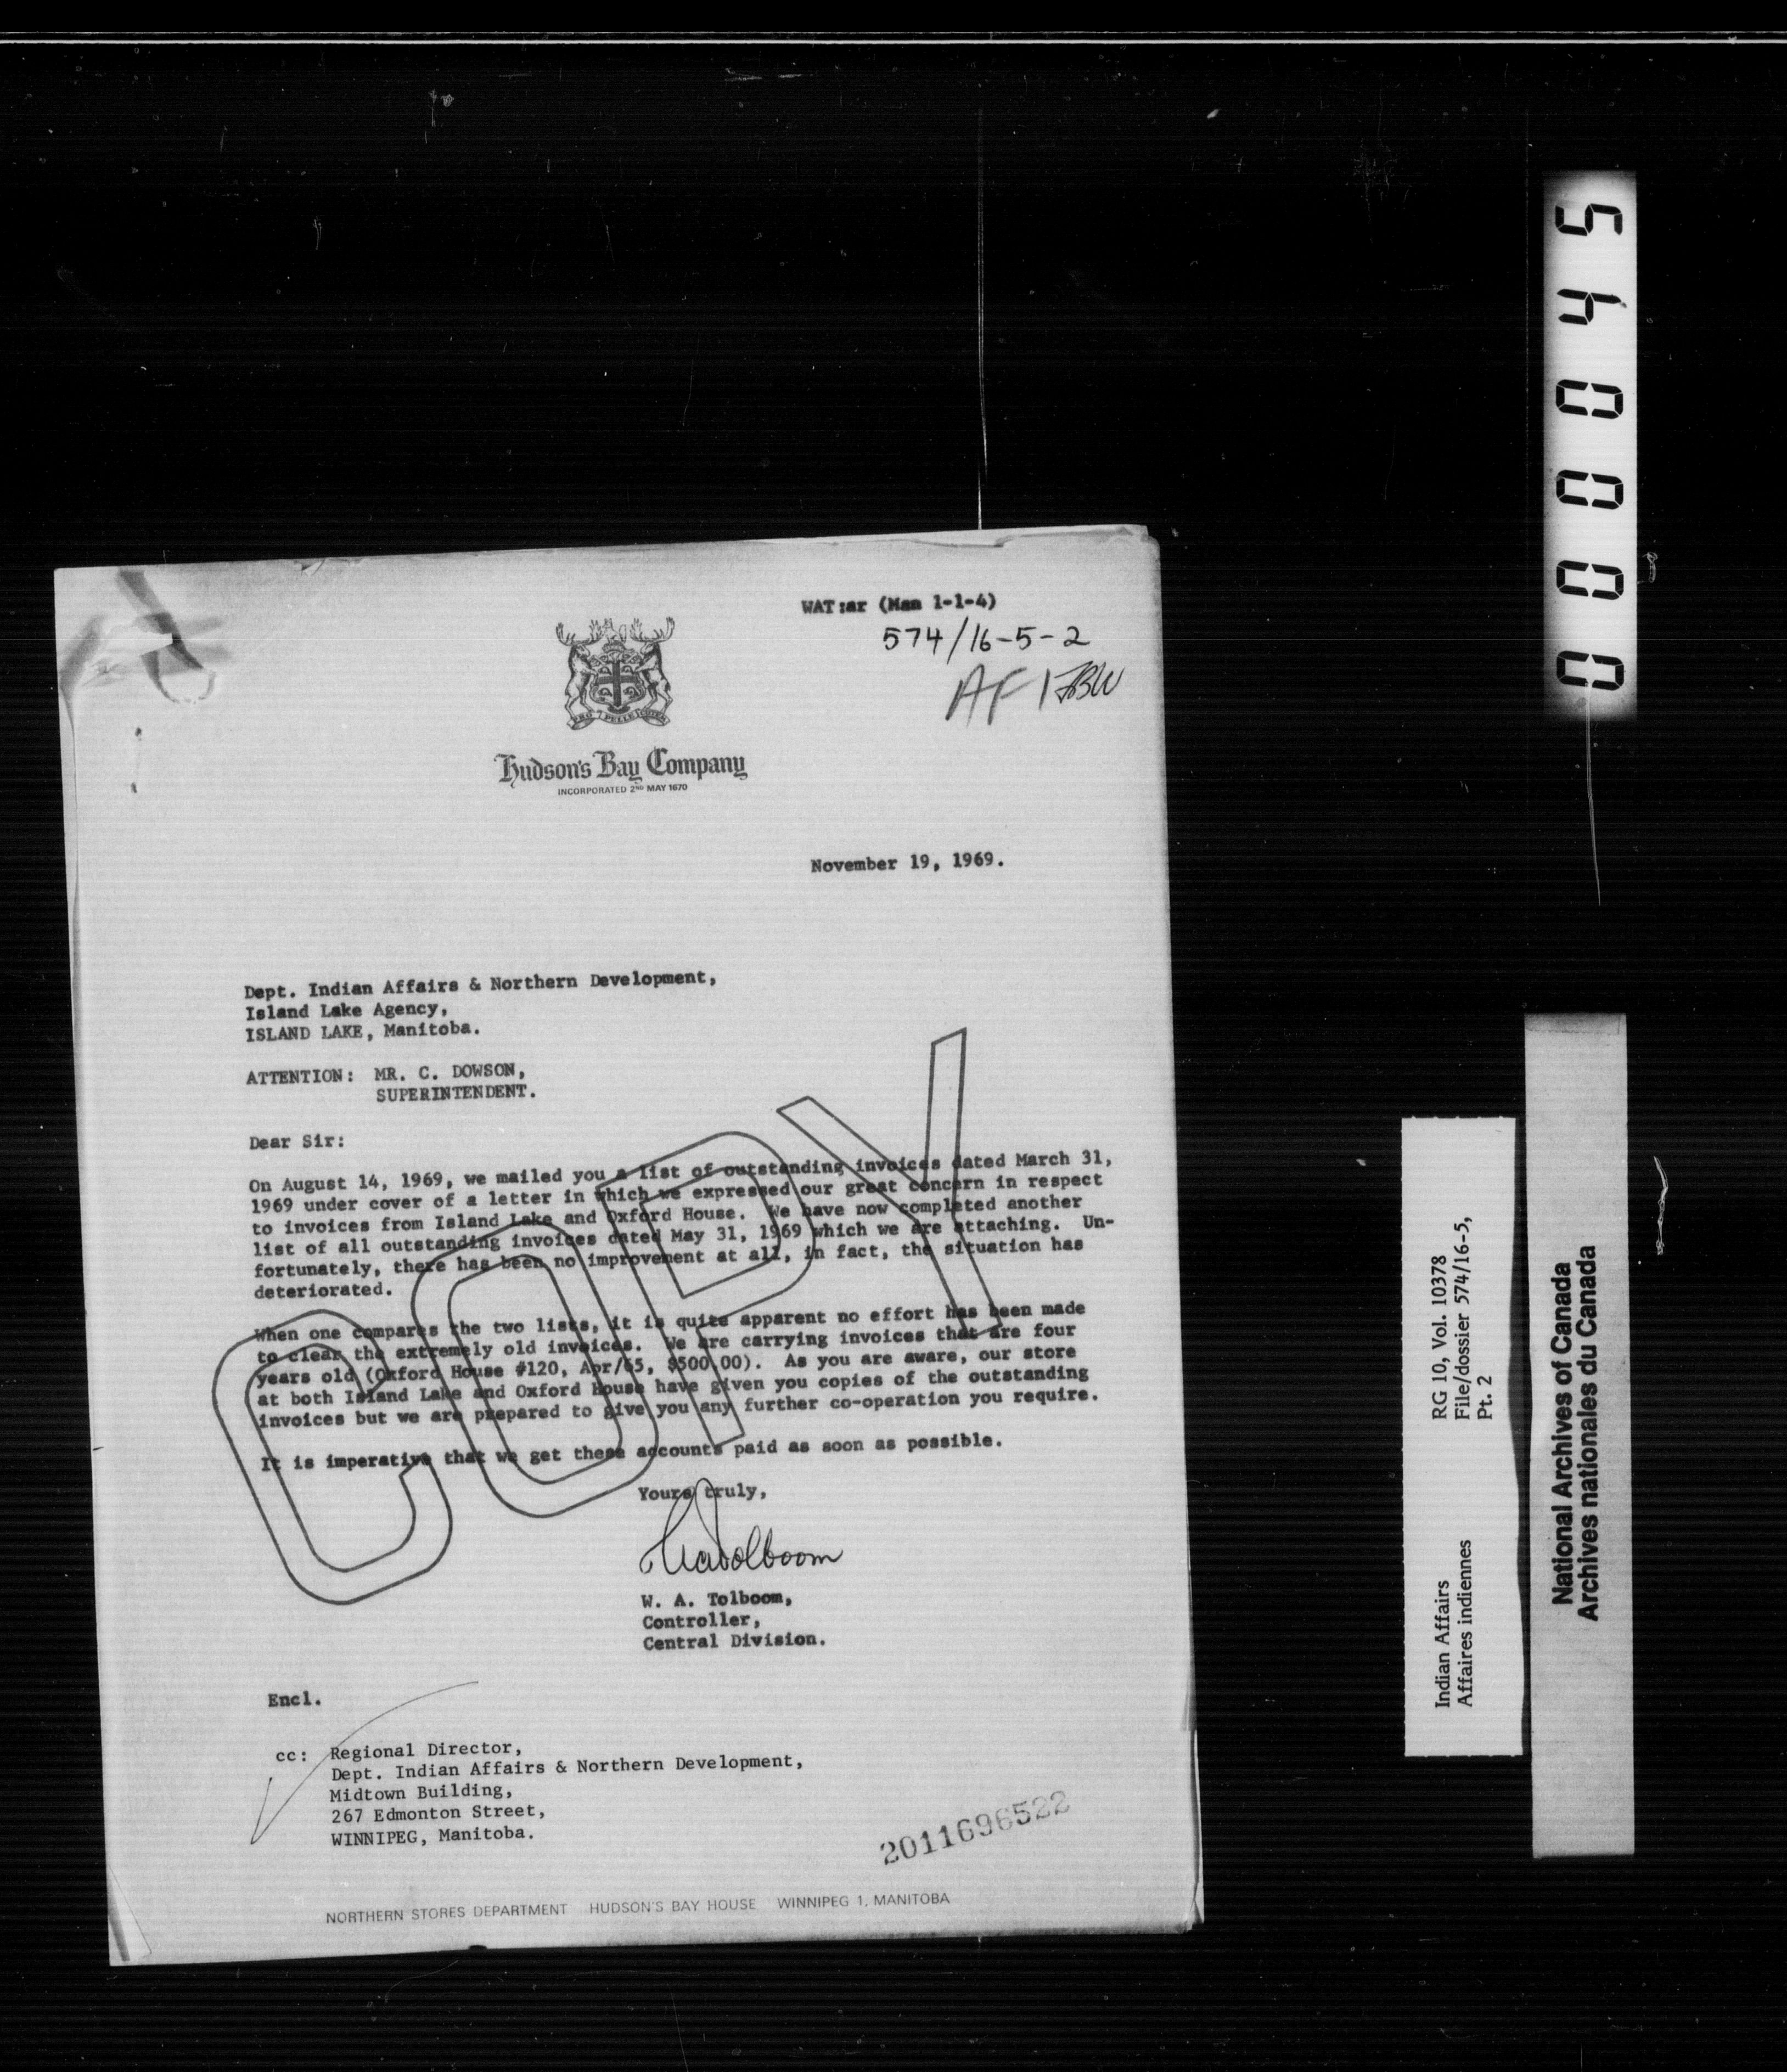 WAT:ar (Man 1-1-4)
574/16-5-2
PRO PELLE CUTEM
Hudson's Bay Company
INCORPORATED 2ND MAY 1670
November 19, 1969.
Dept. Indian Affairs & Northern Development,
Island Lake Agency,
ISLAND LAKE, Manitoba.
ATTENTION: MR. C. DOWSON,
SUPERINTENDENT.
Dear Sir:
On August 14, 1969, we mailed you a list of outstanding invoices dated March 31,
1969 under cover of a letter in which we expressed our great concern in respect
to invoices from Island Lake and Oxford House. We have now completed another
list of all outstanding invoices dated May 31, 1969 which we are attaching. Un-
fortunately, there has been no improvement at all, in fact, the situation has
deteriorated.
When one compares the two lists, it is quite apparent no effort has been made
to clear the extremely old invoices. We are carrying invoices that are four
years old (Oxford House #120, Apr/65, $500.00). As you are aware, our store
at both Island Lake and Oxford House have given you copies of the outstanding
invoices but we are prepared to give you any further co-operation you require.
It is imperative that we get these accounts paid as soon as possible.
COPY
Yours truly,
WATolboom
W. A. Tolboom,
Controller,
Central Division.
Encl.
cc: Regional Director,
Dept. Indian Affairs & Northern Development,
Midtown Building,
267 Edmonton Street,
WINNIPEG, Manitoba.
2011696522
NORTHERN STORES DEPARTMENT HUDSON'S BAY HOUSE WINNIPEG 1, MANITOBA
000045
Indian Affairs RG 10, Vol. 10378
Affaires indiennes File/dossier 574/16-5,
Pt. 2
National Archives of Canada
Archives nationales du Canada